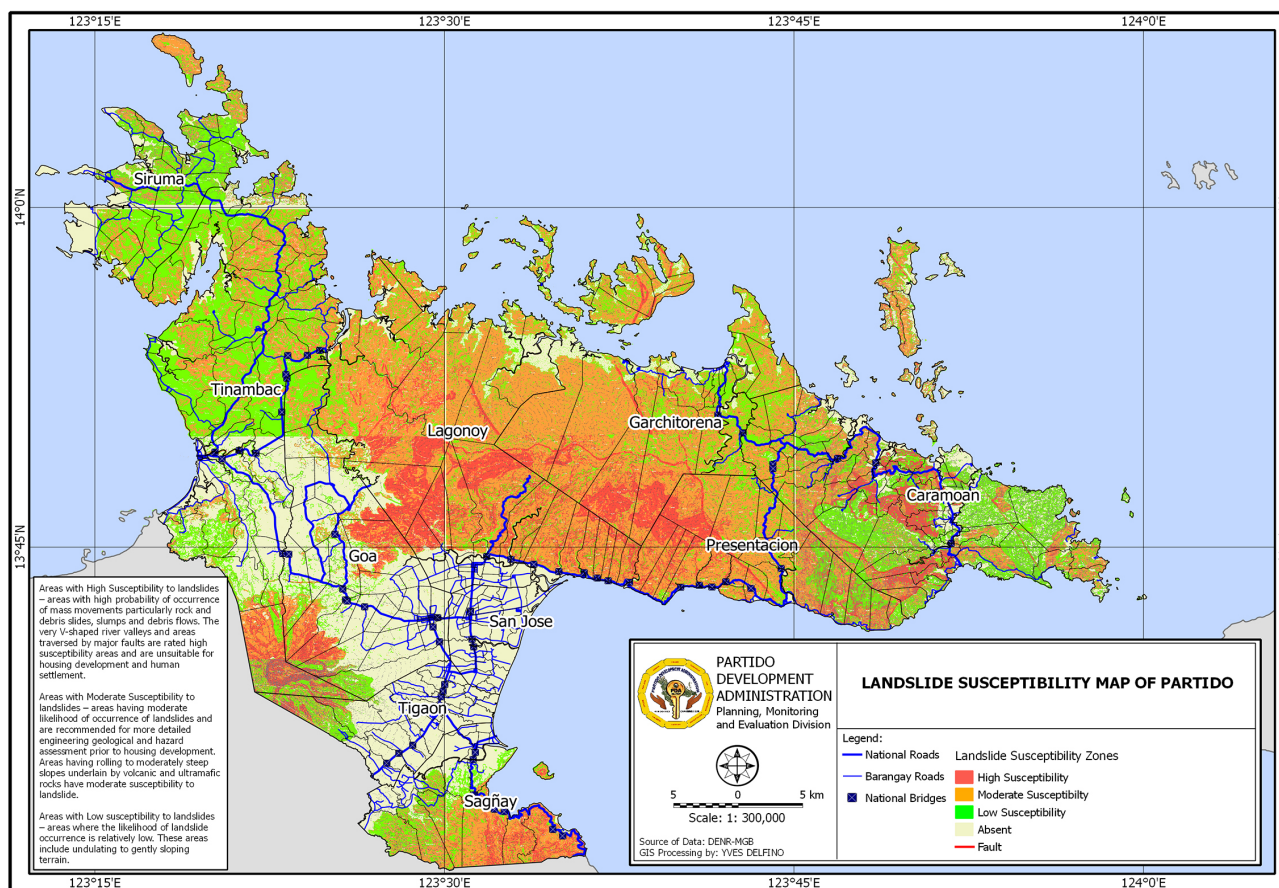 123°15'E
123°30'E
123°45'E
124°0'E
14°0'N
14°0'N
13°45'N
13°45'N
Siruma
Tinambac
Lagonoy
Garchitorena
Caramoan
Presentacion
Goa
San Jose
Tigaon
Sagñay
Areas with High Susceptibility to landslides
– areas with high probability of occurrence
of mass movements particularly rock and
debris slides, slumps and debris flows. The
very V-shaped river valleys and areas
traversed by major faults are rated high
susceptibility areas and are unsuitable for
housing development and human
settlement.
Areas with Moderate Susceptibility to
landslides – areas having moderate
likelihood of occurrence of landslides and
are recommended for more detailed
engineering geological and hazard
assessment prior to housing development.
Areas having rolling to moderately steep
slopes underlain by volcanic and ultramafic
rocks have moderate susceptibility to
landslide.
Areas with Low susceptibility to landslides
– areas where the likelihood of landslide
occurrence is relatively low. These areas
include undulating to gently sloping
terrain.
PDA
PARTIDO
DEVELOPMENT
ADMINISTRATION
Planning, Monitoring
and Evaluation Division
5 0 5 km
Scale: 1: 300,000
Source of Data: DENR-MGB
GIS Processing by: YVES DELFINO
LANDSLIDE SUSCEPTIBILITY MAP OF PARTIDO
Legend:
National Roads
Barangay Roads
National Bridges
Landslide Susceptibility Zones
High Susceptibility
Moderate Susceptibilty
Low Susceptibility
Absent
Fault
123°15'E
123°30'E
123°45'E
124°0'E